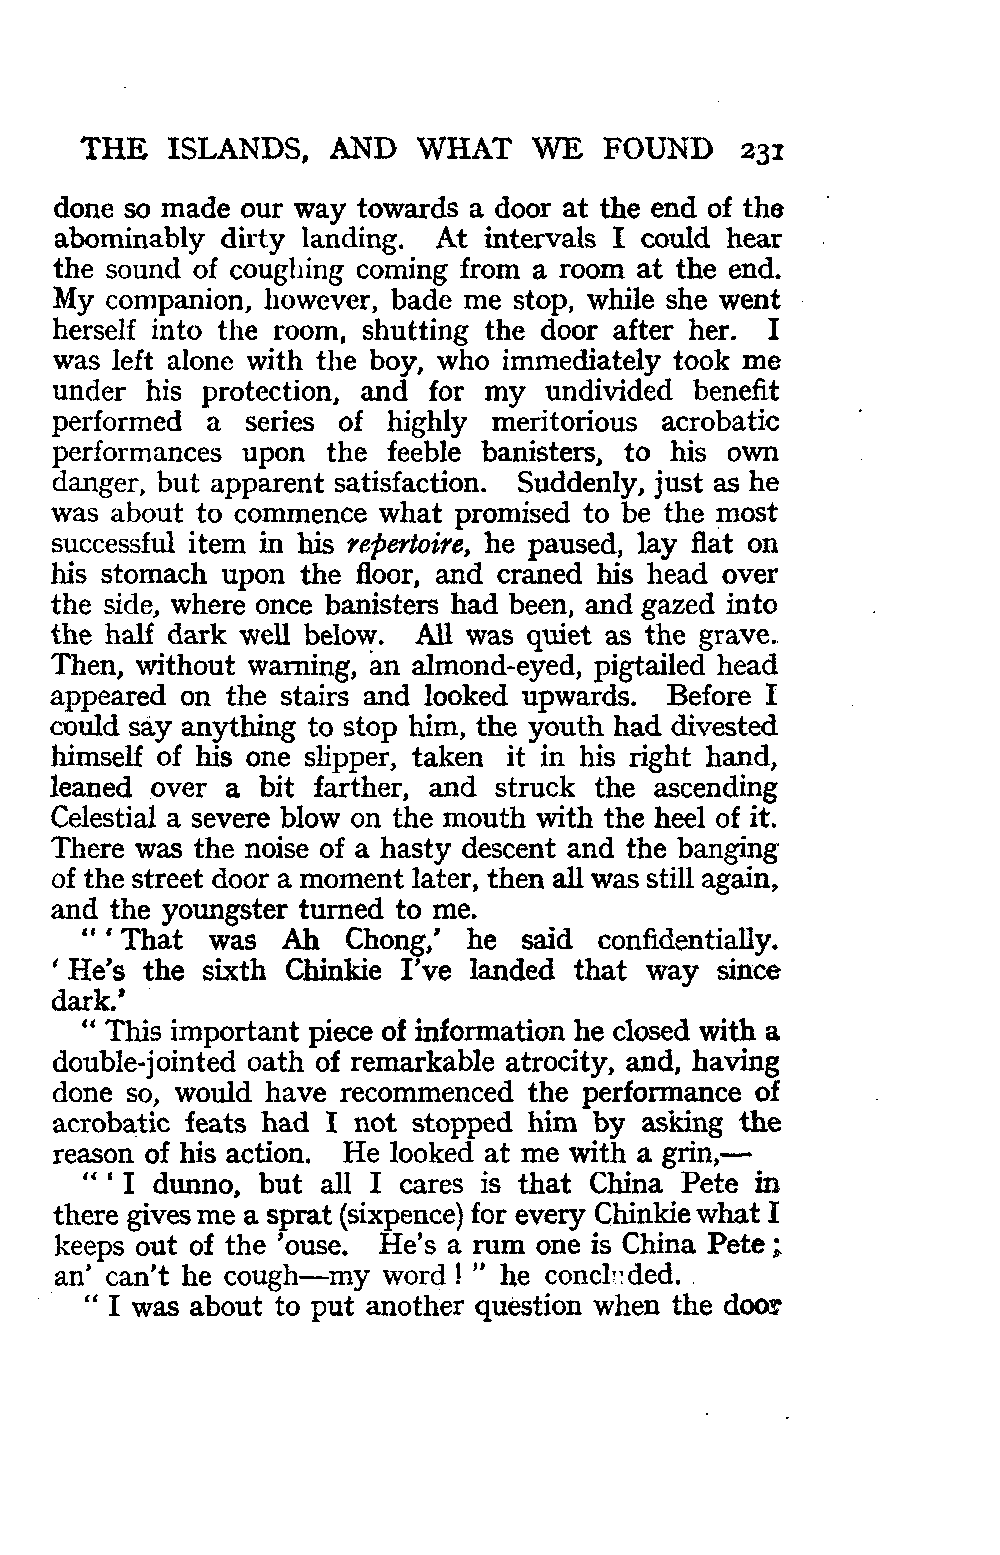 THE ISLANDS, AND WHAT WE FOUND 231
done so made our way towards a door at the end of the
abominably dirty landing. At intervals I could hear
the sound of coughing coming from a room at the end.
My companion, however, bade me stop, while she went
herself into the room, shutting the door after her. I
was left alone with the boy, who immediately took me
under his protection, and for my undivided benefit
performed a series of highly meritorious acrobatic
performances upon the feeble banisters, to his own
danger, but apparent satisfaction. Suddenly, just as he
was about to commence what promised to be the most
successful item in his repertoire, he paused, lay flat on
his stomach upon the floor, and craned his head over
the side, where once banisters had been, and gazed into
the half dark well below. All was quiet as the grave.
Then, without warning, an almond-eyed, pigtailed head
appeared on the stairs and looked upwards. Before I
could say anything to stop him, the youth had divested
himself of his one slipper, taken it in his right hand,
leaned over a bit farther, and struck the ascending
Celestial a severe blow on the mouth with the heel of it.
There was the noise of a hasty descent and the banging
of the street door a moment later, then all was still again,
and the youngster turned to me.
“ ‘ That was Ah Chong,’ he said confidentially.
‘ He’s the sixth Chinkie I’ve landed that way since
dark.’
“ This important piece of information he closed with a
double-jointed oath of remarkable atrocity, and, having
done so, would have recommenced the performance of
acrobatic feats had I not stopped him by asking the
reason of his action. He looked at me with a grin,—
“ ‘ I dunno, but all I cares is that China Pete in
there gives me a sprat (sixpence) for every Chinkie what I
keeps out of the ’ouse. He’s a rum one is China Pete ;
an’ can’t he cough—my word ! ” he concluded.
“ I was about to put another question when the door